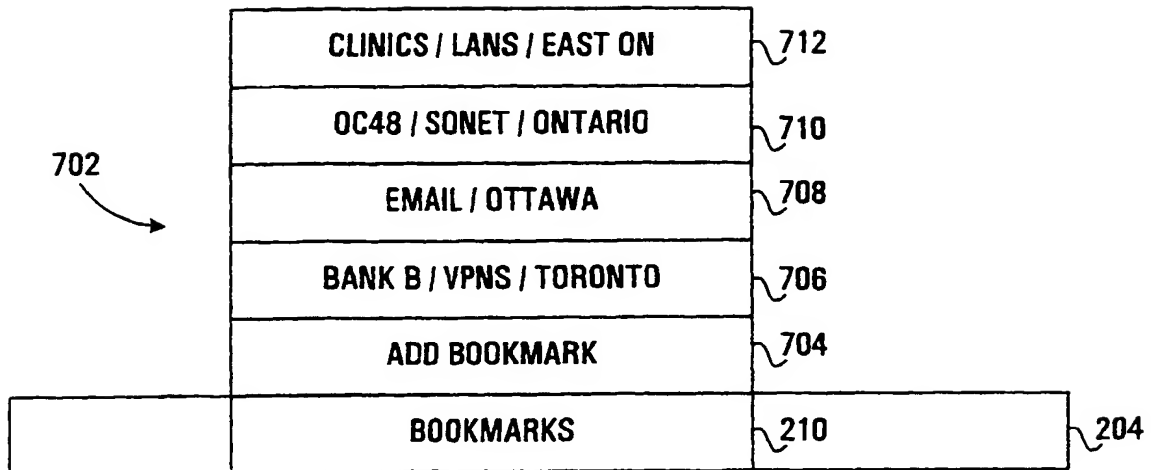 CLINICS / LANS / EAST ON 712
OC48 / SONET / ONTARIO 710
702
EMAIL / OTTAWA 708
BANK B / VPNS / TORONTO 706
ADD BOOKMARK 704
BOOKMARKS 210 204